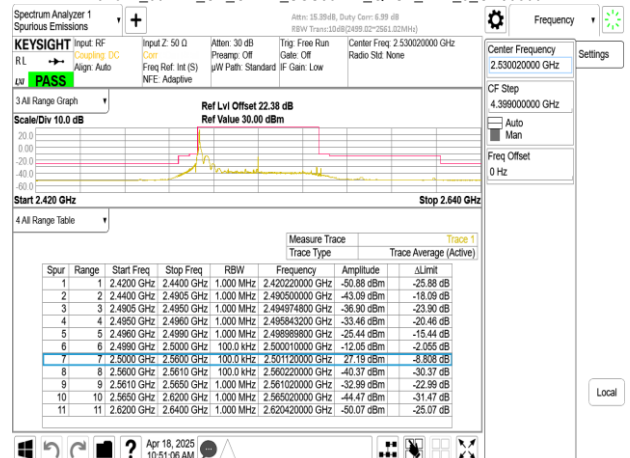 Spectrum Analyzer 1
Spurious Emissions
Attn: 15.39dB, Duty Corr: 6.99 dB
RBW Trans:10dB(2499.02~2561.02MHz)
Frequency
KEYSIGHT Input: RF Input Z: 50 Ω Atten: 30 dB Trig: Free Run Center Freq: 2.530020000 GHz
RL Coupling: DC Corr Preamp: Off Gate: Off Radio Std: None
Align: Auto Freq Ref: Int (S) µW Path: Standard IF Gain: Low
LXI PASS NFE: Adaptive
Center Frequency
2.530020000 GHz
Settings
CF Step
4.399000000 GHz
Auto
Man
Freq Offset
0 Hz
3 All Range Graph
Ref Lvl Offset 22.38 dB
Scale/Div 10.0 dB Ref Value 30.00 dBm
20.0
0.00
-20.0
-40.0
-60.0
Start 2.420 GHz Stop 2.640 GHz
4 All Range Table
Measure Trace Trace 1
Trace Type Trace Average (Active)
Spur Range Start Freq Stop Freq RBW Frequency Amplitude ΔLimit
1 1 2.4200 GHz 2.4400 GHz 1.000 MHz 2.420220000 GHz -50.88 dBm -25.88 dB
2 2 2.4400 GHz 2.4905 GHz 1.000 MHz 2.490500000 GHz -43.09 dBm -18.09 dB
3 3 2.4905 GHz 2.4950 GHz 1.000 MHz 2.494974800 GHz -36.90 dBm -23.90 dB
4 4 2.4950 GHz 2.4960 GHz 1.000 MHz 2.495843200 GHz -33.46 dBm -20.46 dB
5 5 2.4960 GHz 2.4990 GHz 1.000 MHz 2.498989800 GHz -25.44 dBm -15.44 dB
6 6 2.4990 GHz 2.5000 GHz 100.0 kHz 2.500010000 GHz -12.05 dBm -2.055 dB
7 7 2.5000 GHz 2.5600 GHz 100.0 kHz 2.501120000 GHz 27.19 dBm -8.808 dB
8 8 2.5600 GHz 2.5610 GHz 100.0 kHz 2.560220000 GHz -40.37 dBm -30.37 dB
9 9 2.5610 GHz 2.5650 GHz 1.000 MHz 2.561020000 GHz -32.99 dBm -22.99 dB
10 10 2.5650 GHz 2.6200 GHz 1.000 MHz 2.565020000 GHz -44.47 dBm -31.47 dB
11 11 2.6200 GHz 2.6400 GHz 1.000 MHz 2.620420000 GHz -50.07 dBm -25.07 dB
Local
Apr 18, 2025
10:51:06 AM